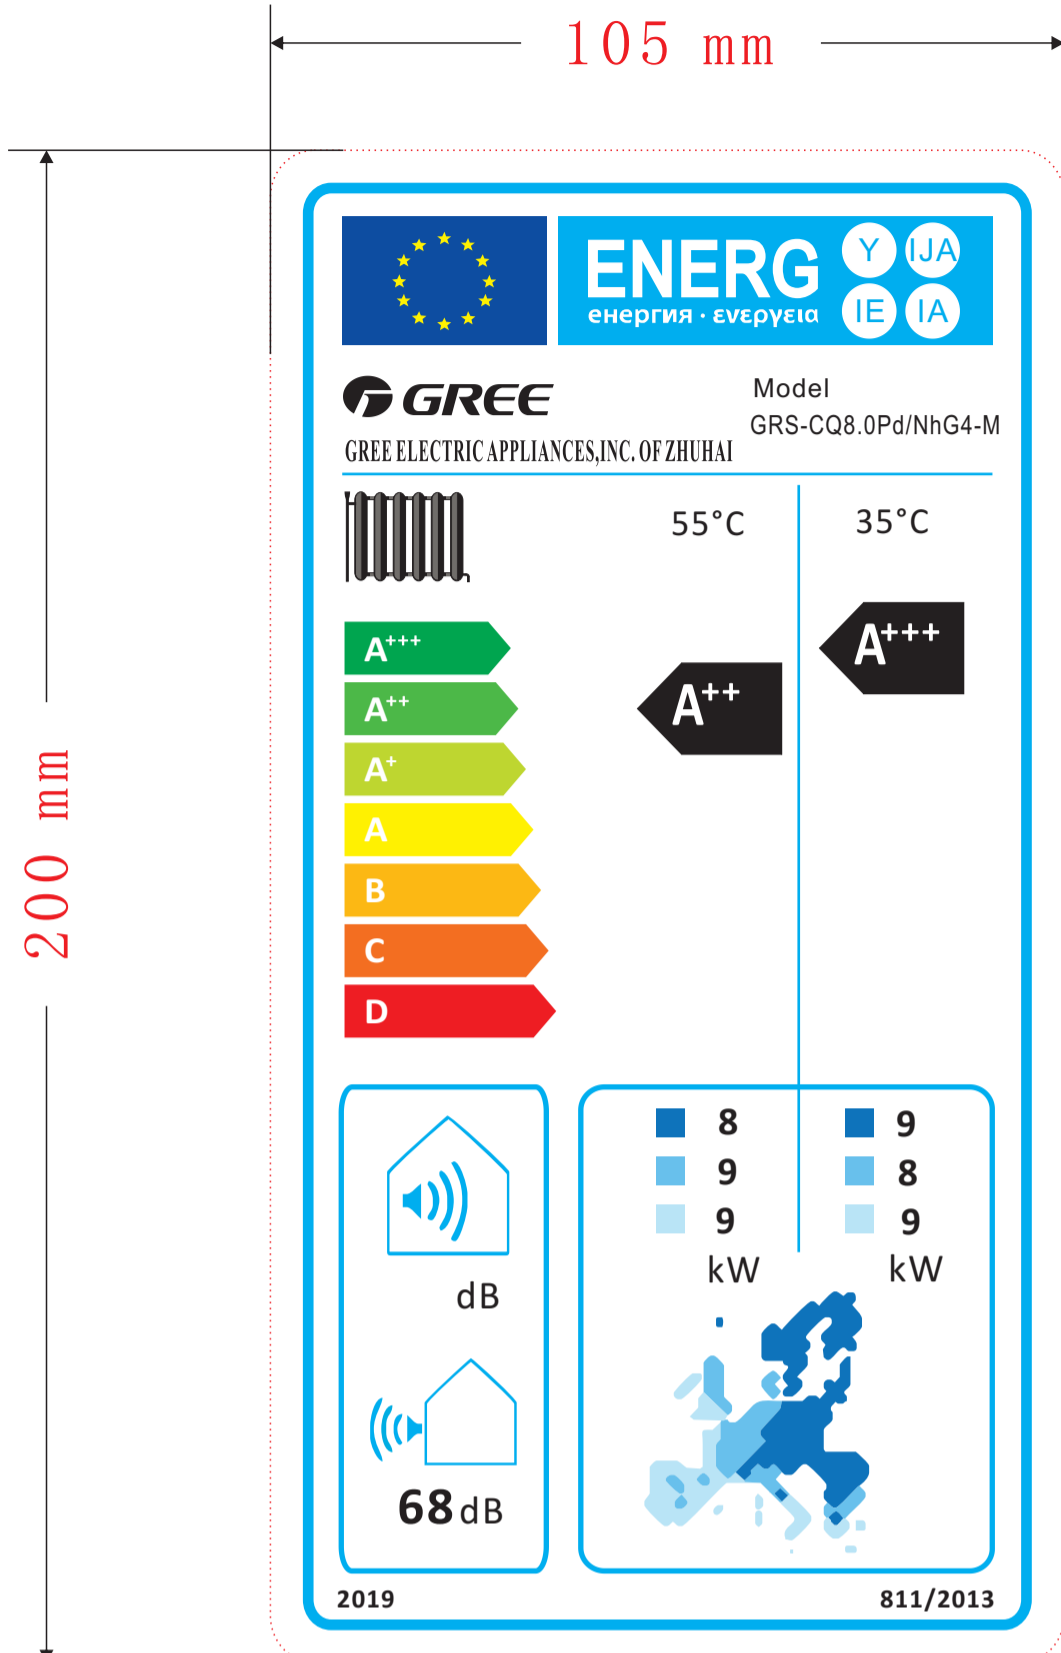 105 mm
200 mm
ENERG
енергия · ενεργεια
Y
IJA
IE
IA
GREE
Model
GRS-CQ8.0Pd/NhG4-M
GREE ELECTRIC APPLIANCES,INC. OF ZHUHAI
55°C
35°C
A+++
A++
A+
A
B
C
D
A++
A+++
dB
68 dB
8
9
9
kW
9
8
9
kW
2019
811/2013